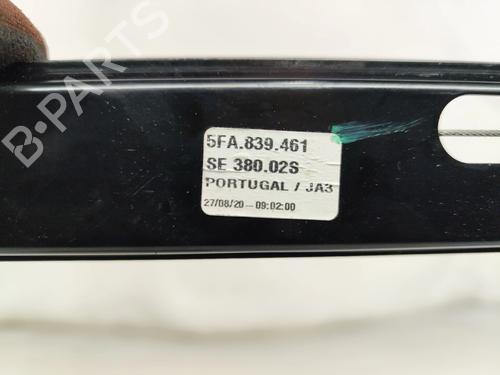 5FA.839.461
SE 380.02S
PORTUGAL / JA3
27/08/20 - 09:02:00
B-PARTS